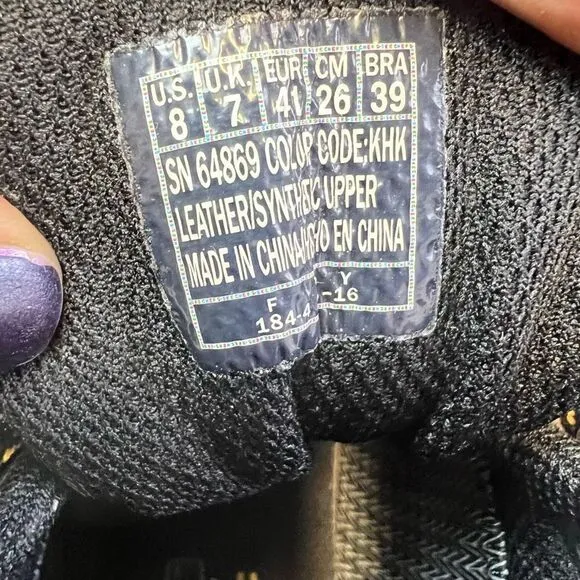 U.S. U.K. EUR CM BRA
8 7 41 26 39
SN 64869 COLOR CODE:KHK
LEATHER/SYNTHETIC UPPER
MADE IN CHINA/ EN CHINA
F Y
184-4 -16